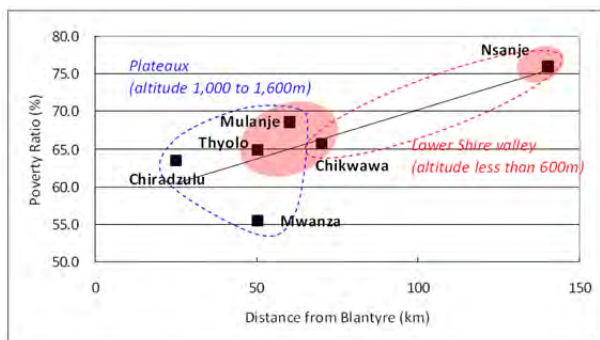 80.0
75.0
70.0
65.0
60.0
55.0
50.0
Poverty Ratio (%)
Plateaux
(altitude 1,000 to 1,600m)
Nsanje
Mulanje
Thyolo
Chikwawa
Chiradzulu
Mwanza
Lower Shire valley
(altitude less than 600m)
0
50
100
150
Distance from Blantyre (km)